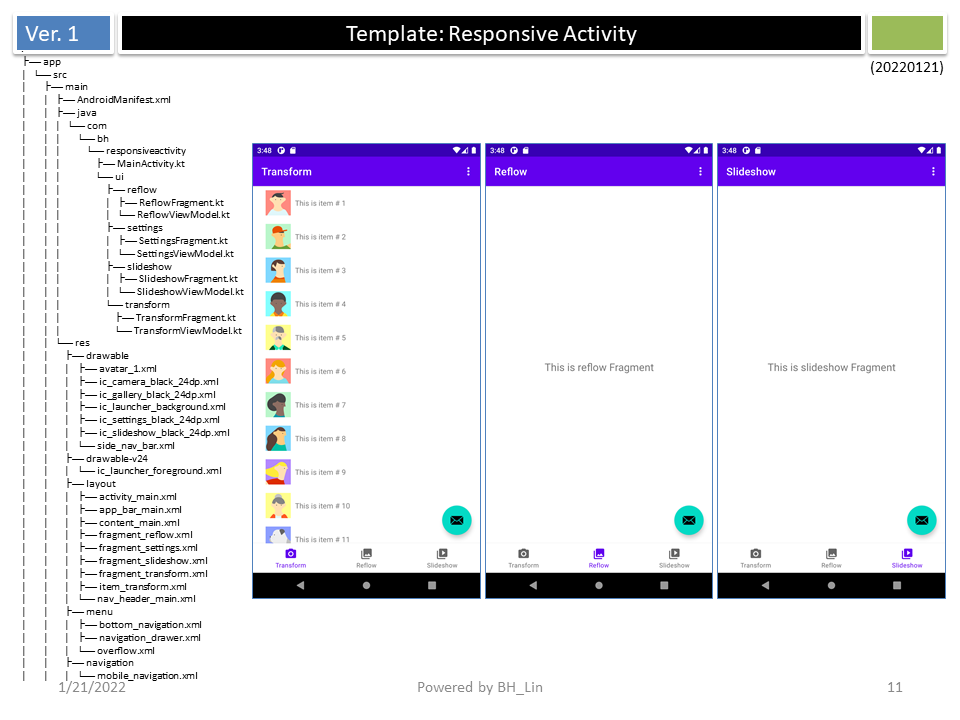 Ver. 1
Template: Responsive Activity
(20220121)
├── app
│ └── src
│ ├── main
│ │ ├── AndroidManifest.xml
│ │ ├── java
│ │ │ └── com
│ │ │ └── bh
│ │ │ └── responsiveactivity
│ │ │ ├── MainActivity.kt
│ │ │ └── ui
│ │ │ ├── reflow
│ │ │ │ ├── ReflowFragment.kt
│ │ │ │ └── ReflowViewModel.kt
│ │ │ ├── settings
│ │ │ │ ├── SettingsFragment.kt
│ │ │ │ └── SettingsViewModel.kt
│ │ │ ├── slideshow
│ │ │ │ ├── SlideshowFragment.kt
│ │ │ │ └── SlideshowViewModel.kt
│ │ │ └── transform
│ │ │ ├── TransformFragment.kt
│ │ │ └── TransformViewModel.kt
│ │ └── res
│ │ ├── drawable
│ │ │ ├── avatar_1.xml
│ │ │ ├── ic_camera_black_24dp.xml
│ │ │ ├── ic_gallery_black_24dp.xml
│ │ │ ├── ic_launcher_background.xml
│ │ │ ├── ic_settings_black_24dp.xml
│ │ │ ├── ic_slideshow_black_24dp.xml
│ │ │ └── side_nav_bar.xml
│ │ ├── drawable-v24
│ │ │ └── ic_launcher_foreground.xml
│ │ ├── layout
│ │ │ ├── activity_main.xml
│ │ │ ├── app_bar_main.xml
│ │ │ ├── content_main.xml
│ │ │ ├── fragment_reflow.xml
│ │ │ ├── fragment_settings.xml
│ │ │ ├── fragment_slideshow.xml
│ │ │ ├── fragment_transform.xml
│ │ │ ├── item_transform.xml
│ │ │ └── nav_header_main.xml
│ │ ├── menu
│ │ │ ├── bottom_navigation.xml
│ │ │ ├── navigation_drawer.xml
│ │ │ └── overflow.xml
│ │ ├── navigation
│ │ │ └── mobile_navigation.xml
3:48
Transform
This is item # 1
This is item # 2
This is item # 3
This is item # 4
This is item # 5
This is item # 6
This is item # 7
This is item # 8
This is item # 9
This is item # 10
This is item # 11
Transform Reflow Slideshow
3:48
Reflow
This is reflow Fragment
Transform Reflow Slideshow
3:48
Slideshow
This is slideshow Fragment
Transform Reflow Slideshow
1/21/2022
Powered by BH_Lin
11